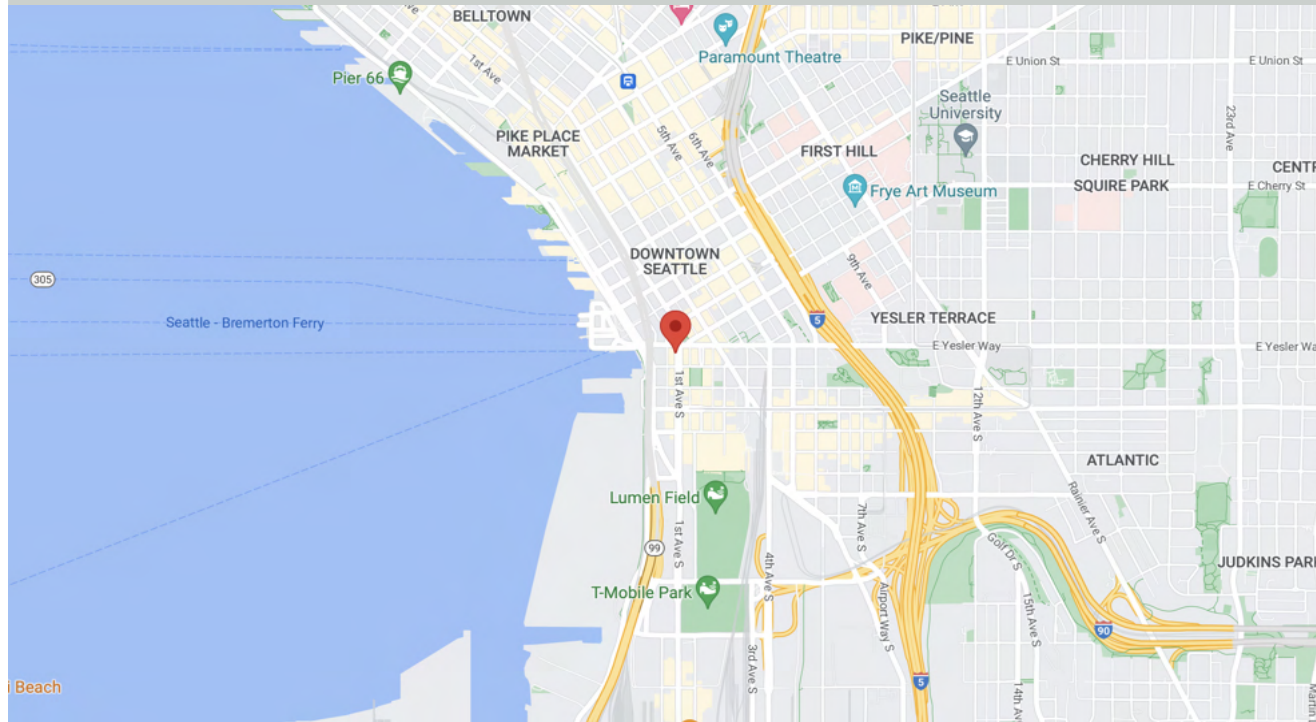 BELLTOWN
1st Ave
Pier 66
Paramount Theatre
PIKE/PINE
E Union St
E Union St
Seattle
University
23rd Ave
PIKE PLACE
MARKET
5th Ave
6th Ave
FIRST HILL
CHERRY HILL
SQUIRE PARK
CENTR
E Cherry St
Frye Art Museum
DOWNTOWN
SEATTLE
9th Ave
305
Seattle - Bremerton Ferry
5
YESLER TERRACE
E Yesler Way
E Yesler Wa
1st Ave S
12th Ave S
ATLANTIC
Lumen Field
1st Ave S
7th Ave S
Rainier Ave S
99
Golf Dr S
JUDKINS PARK
T-Mobile Park
4th Ave S
Airport Way S
15th Ave S
90
3rd Ave S
i Beach
5
14th Ave S